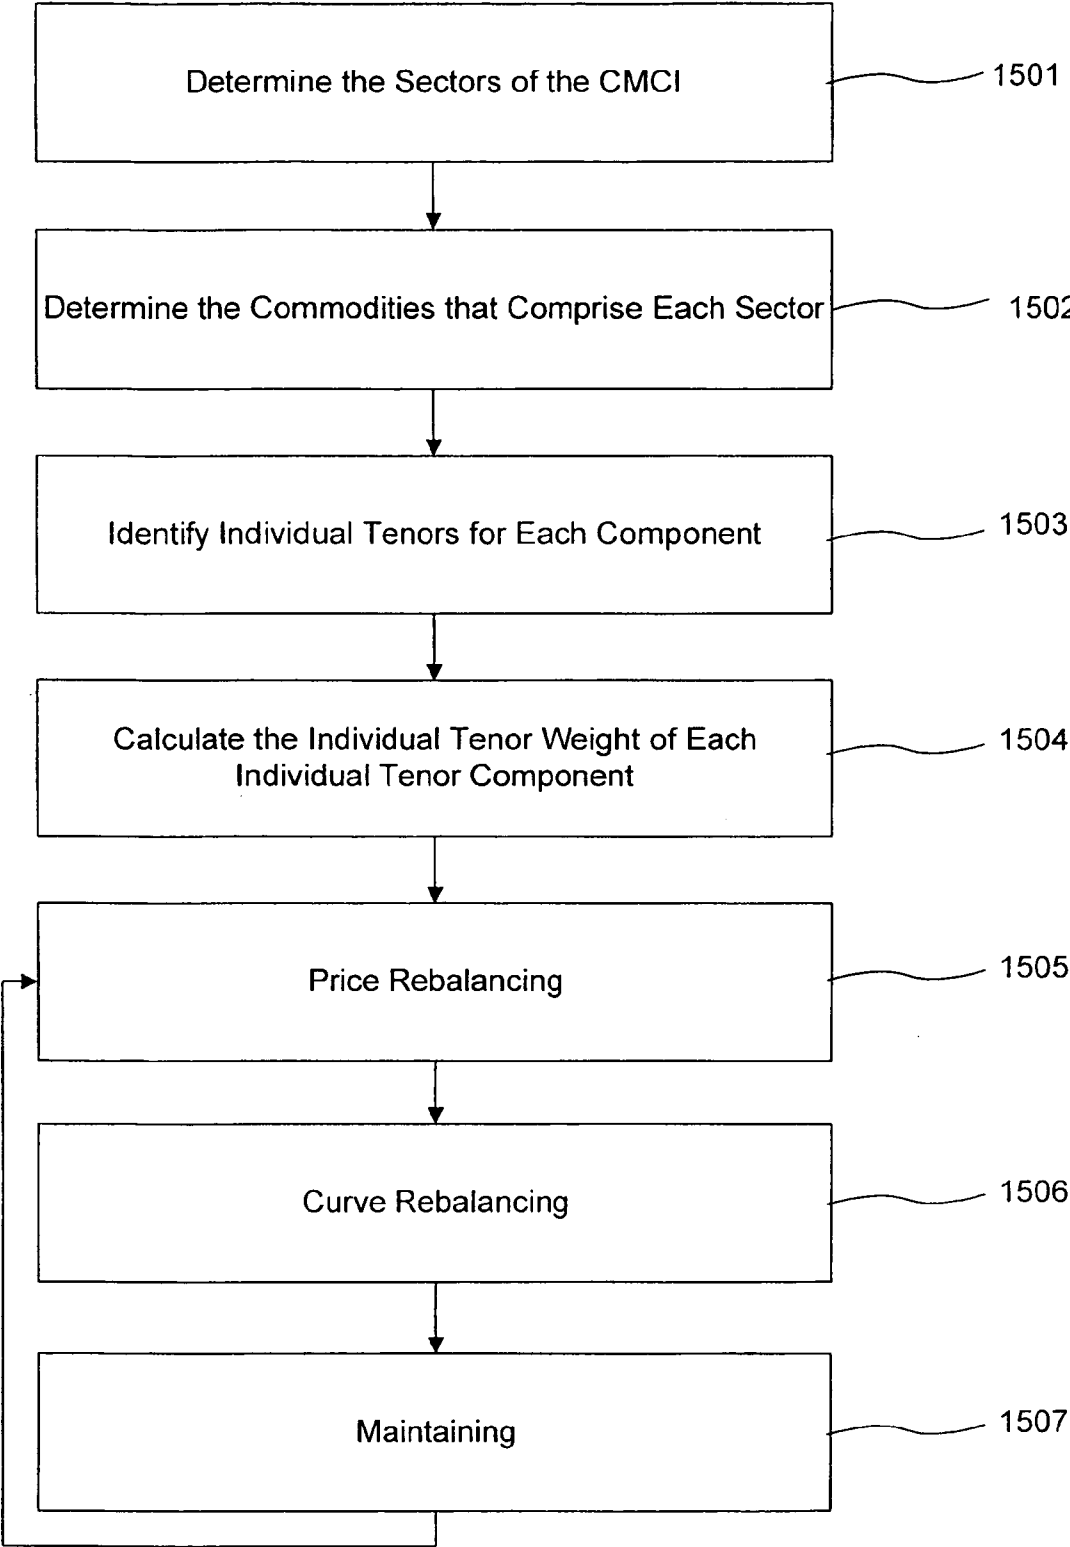 Determine the Sectors of the CMCI
1501
Determine the Commodities that Comprise Each Sector
1502
Identify Individual Tenors for Each Component
1503
Calculate the Individual Tenor Weight of Each
Individual Tenor Component
1504
Price Rebalancing
1505
Curve Rebalancing
1506
Maintaining
1507